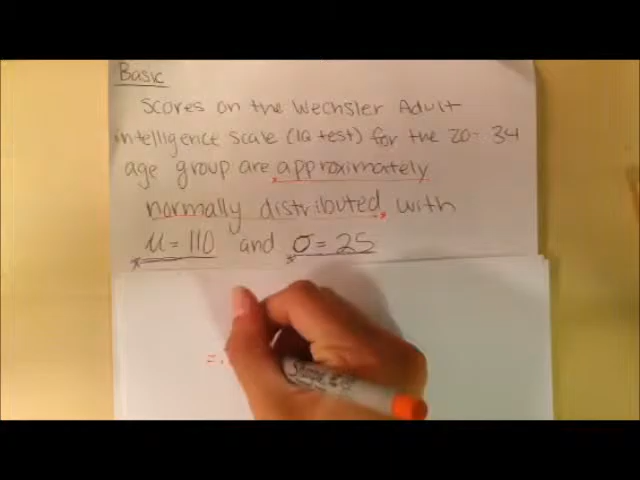 Basic
Scores on the Wechsler Adult
intelligence scale (IQ test) for the 20-34
age group are approximately
normally distributed with
μ = 110 and σ = 25
= .